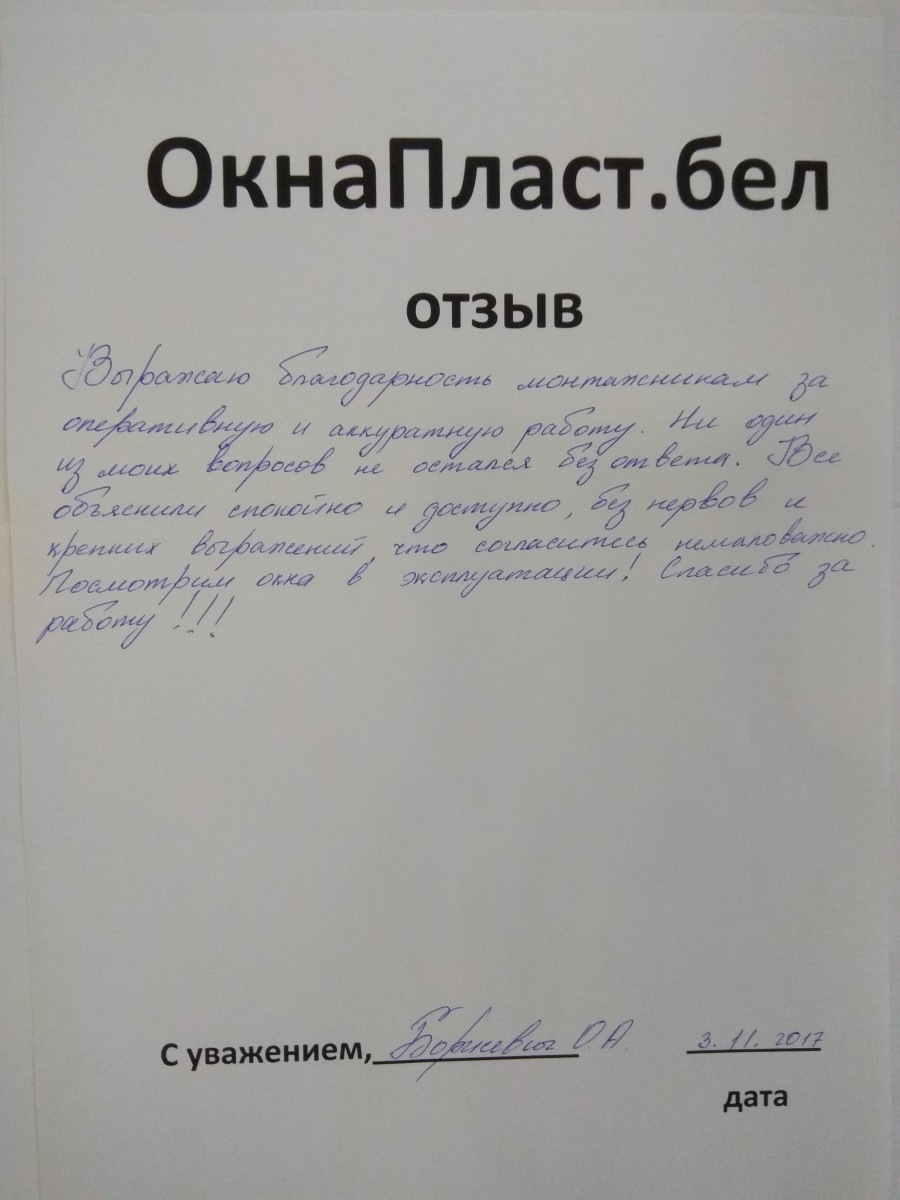 ОкнаПласт.бел
отзыв
Выражаю благодарность монтажникам за
оперативную и аккуратную работу. Ни один
из моих вопросов не остался без ответа. Все
объяснили спокойно и доступно, без нервов и
крепких выражений, что согласитесь немаловажно.
Посмотрим окна в эксплуатации! Спасибо за
работу!!!!
С уважением, О.А.
3.11.2017
дата